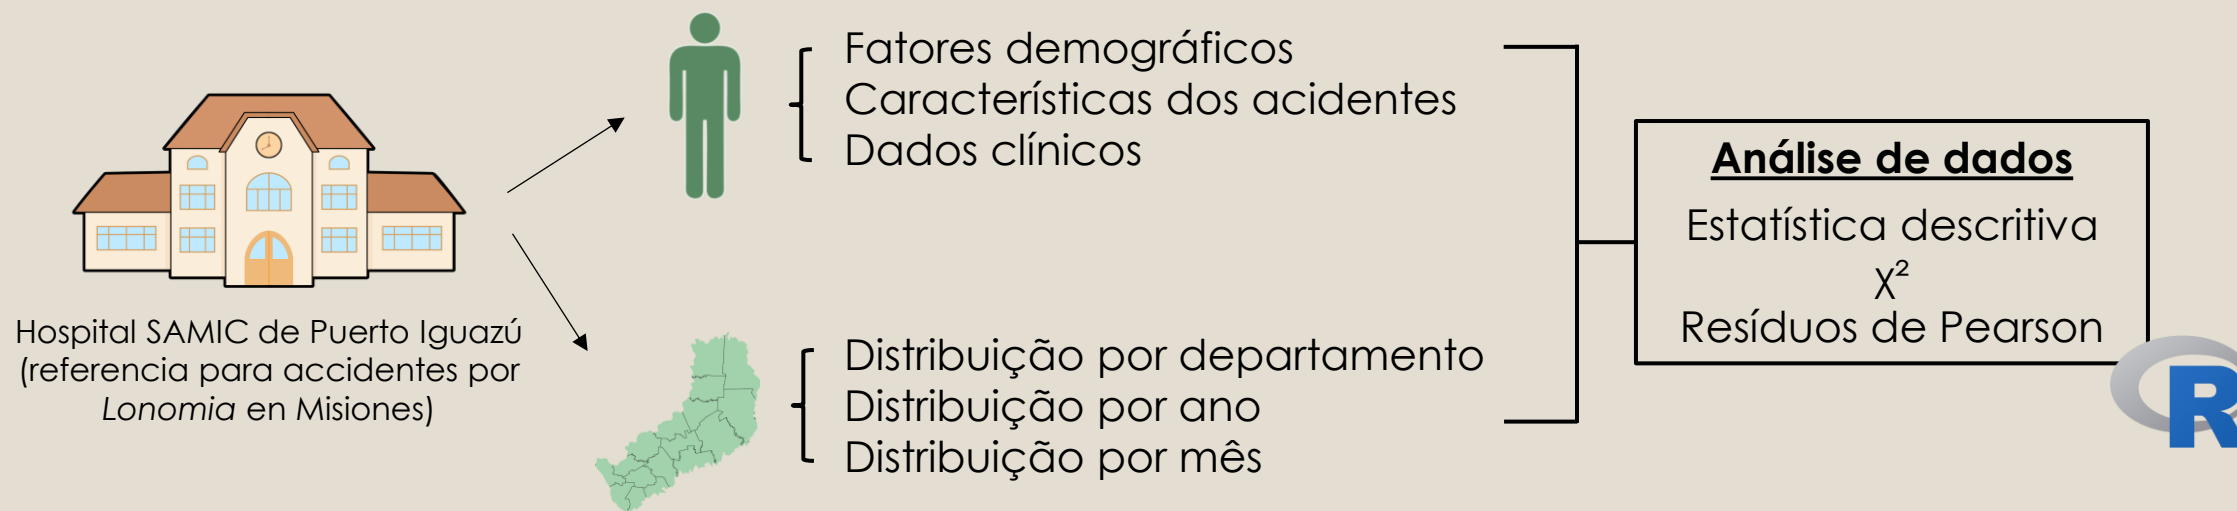 Hospital SAMIC de Puerto Iguazú
(referencia para accidentes por
Lonomia en Misiones)
Fatores demográficos
Características dos acidentes
Dados clínicos
Distribuição por departamento
Distribuição por ano
Distribuição por mês
Análise de dados
Estatística descritiva
X²
Resíduos de Pearson
R